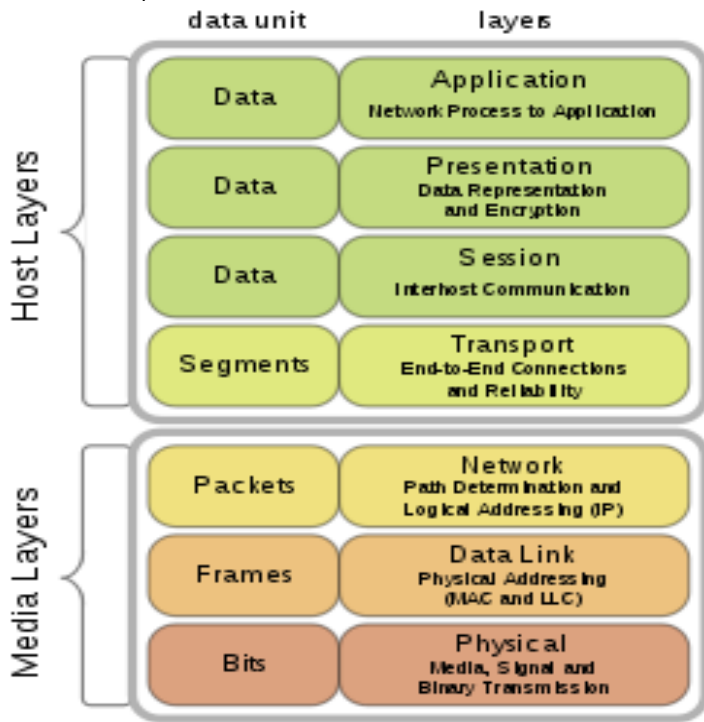 data unit layers
Host Layers
Data
Application
Network Process to Application
Data
Presentation
Data Representation
and Encryption
Data
Session
Interhost Communication
Segments
Transport
End-to-End Connections
and Reliability
Media Layers
Packets
Network
Path Determination and
Logical Addressing (IP)
Frames
Data Link
Physical Addressing
(MAC and LLC)
Bits
Physical
Media, Signal and
Binary Transmission